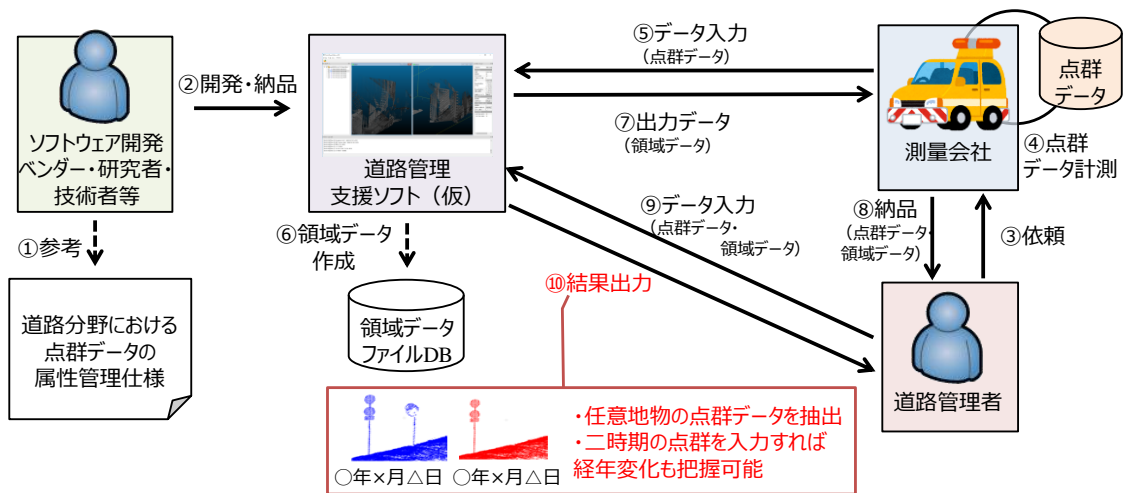 ソフトウェア開発
ベンダー・研究者・
技術者等
②開発・納品
道路管理
支援ソフト（仮）
⑤データ入力
（点群データ）
⑦出力データ
（領域データ）
測量会社
点群
データ
④点群
データ計測
①参考
⑥領域データ
作成
⑨データ入力
（点群データ・
領域データ）
⑧納品
（点群データ・
領域データ）
③依頼
道路分野における
点群データの
属性管理仕様
領域データ
ファイルDB
⑩結果出力
道路管理者
・任意地物の点群データを抽出
・二時期の点群を入力すれば
経年変化も把握可能
○年×月△日
○年×月△日